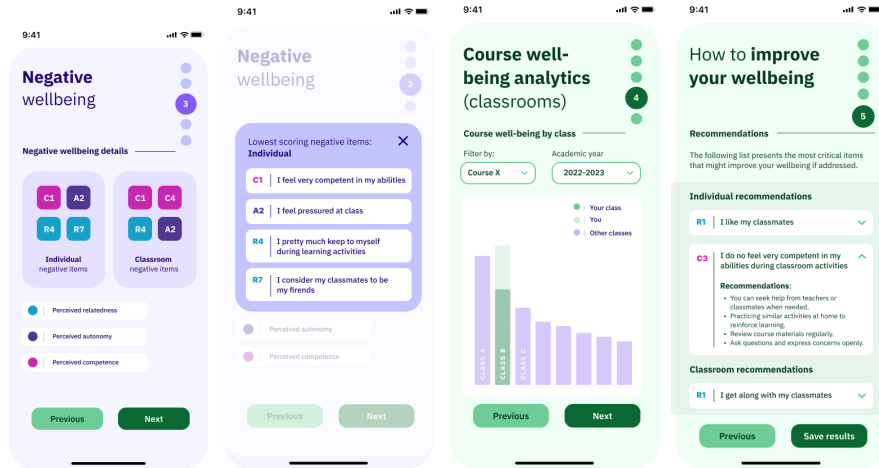 9:41
Negative
wellbeing
3
Negative wellbeing details
C1 A2
R4 R7
Individual
negative items
C1 C4
R4 A2
Classroom
negative items
Perceived relatedness
Perceived autonomy
Perceived competence
Previous
Next
9:41
Negative
wellbeing
3
Lowest scoring negative items:
Individual
C1 I feel very competent in my abilities
A2 I feel pressured at class
R4 I pretty much keep to myself
during learning activities
R7 I consider my classmates to be
my firends
Perceived autonomy
Perceived competence
Previous
Next
9:41
Course well-
being analytics
(classrooms)
4
Course well-being by class
Filter by:
Course X
Academic year
2022-2023
Your class
You
Other classes
CLASS A
CLASS B
CLASS C
Previous
Next
9:41
How to improve
your wellbeing
5
Recommendations
The following list presents the most critical items
that might improve your wellbeing if addressed.
Individual recommendations
R1 I like my classmates
C3 I do no feel very competent in my
abilities during classroom activities
Recommendations:
• You can seek help from teachers or
classmates when needed.
• Practicing similar activities at home to
reinforce learning.
• Review course materials regularly.
• Ask questions and express concerns openly.
Classroom recommendations
R1 I get along with my classmates
Previous
Save results